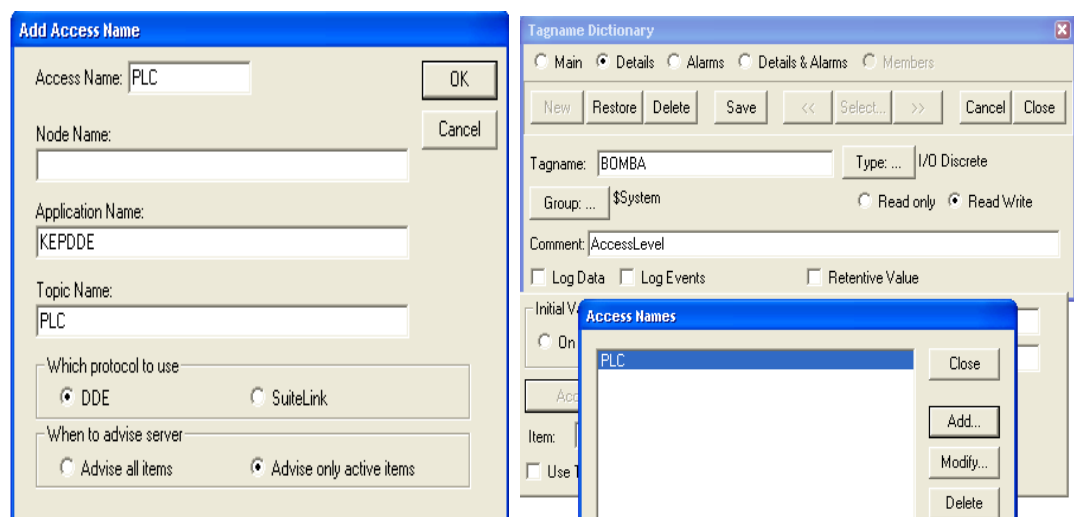 Add Access Name
Access Name: PLC
OK
Cancel
Node Name:
Application Name:
KEPDDE
Topic Name:
PLC
Which protocol to use
DDE SuiteLink
When to advise server
Advise all items Advise only active items
Tagname Dictionary
Main Details Alarms Details & Alarms Members
New Restore Delete Save << Select... >> Cancel Close
Tagname: BOMBA Type: ... I/O Discrete
Group: ... $System Read only Read Write
Comment: AccessLevel
Log Data Log Events Retentive Value
Initial V
On
Acc
Item:
Use T
Access Names
PLC
Close
Add...
Modify...
Delete